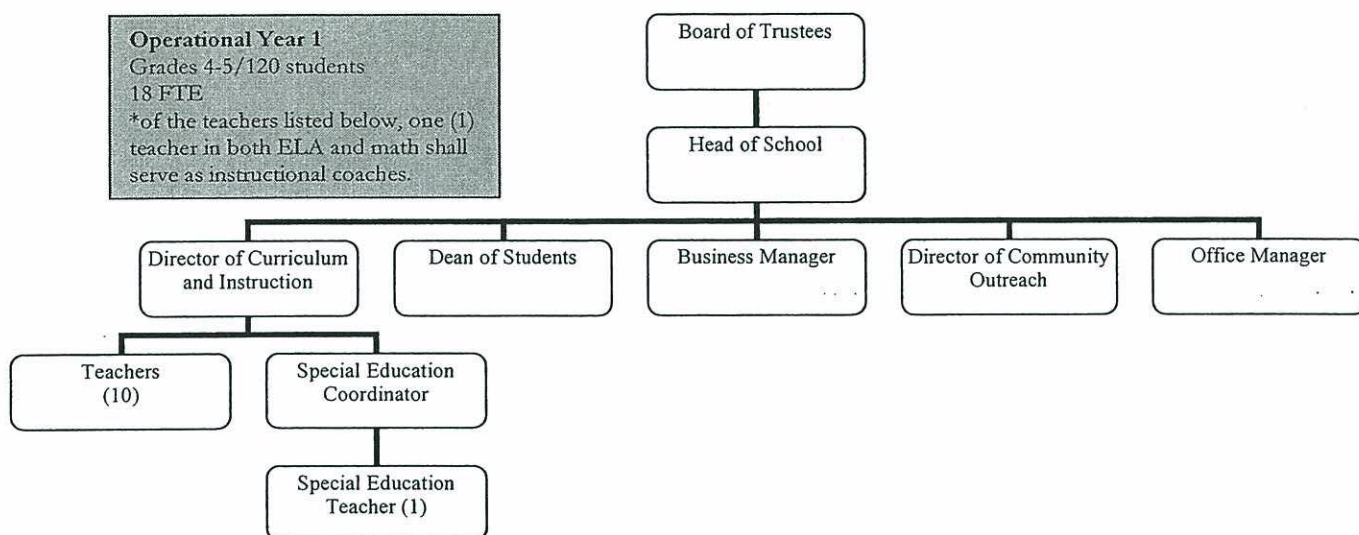 Operational Year 1
Grades 4-5/120 students
18 FTE
*of the teachers listed below, one (1)
teacher in both ELA and math shall
serve as instructional coaches.
Board of Trustees
Head of School
Director of Curriculum
and Instruction
Dean of Students
Business Manager
Director of Community
Outreach
Office Manager
Teachers
(10)
Special Education
Coordinator
Special Education
Teacher (1)